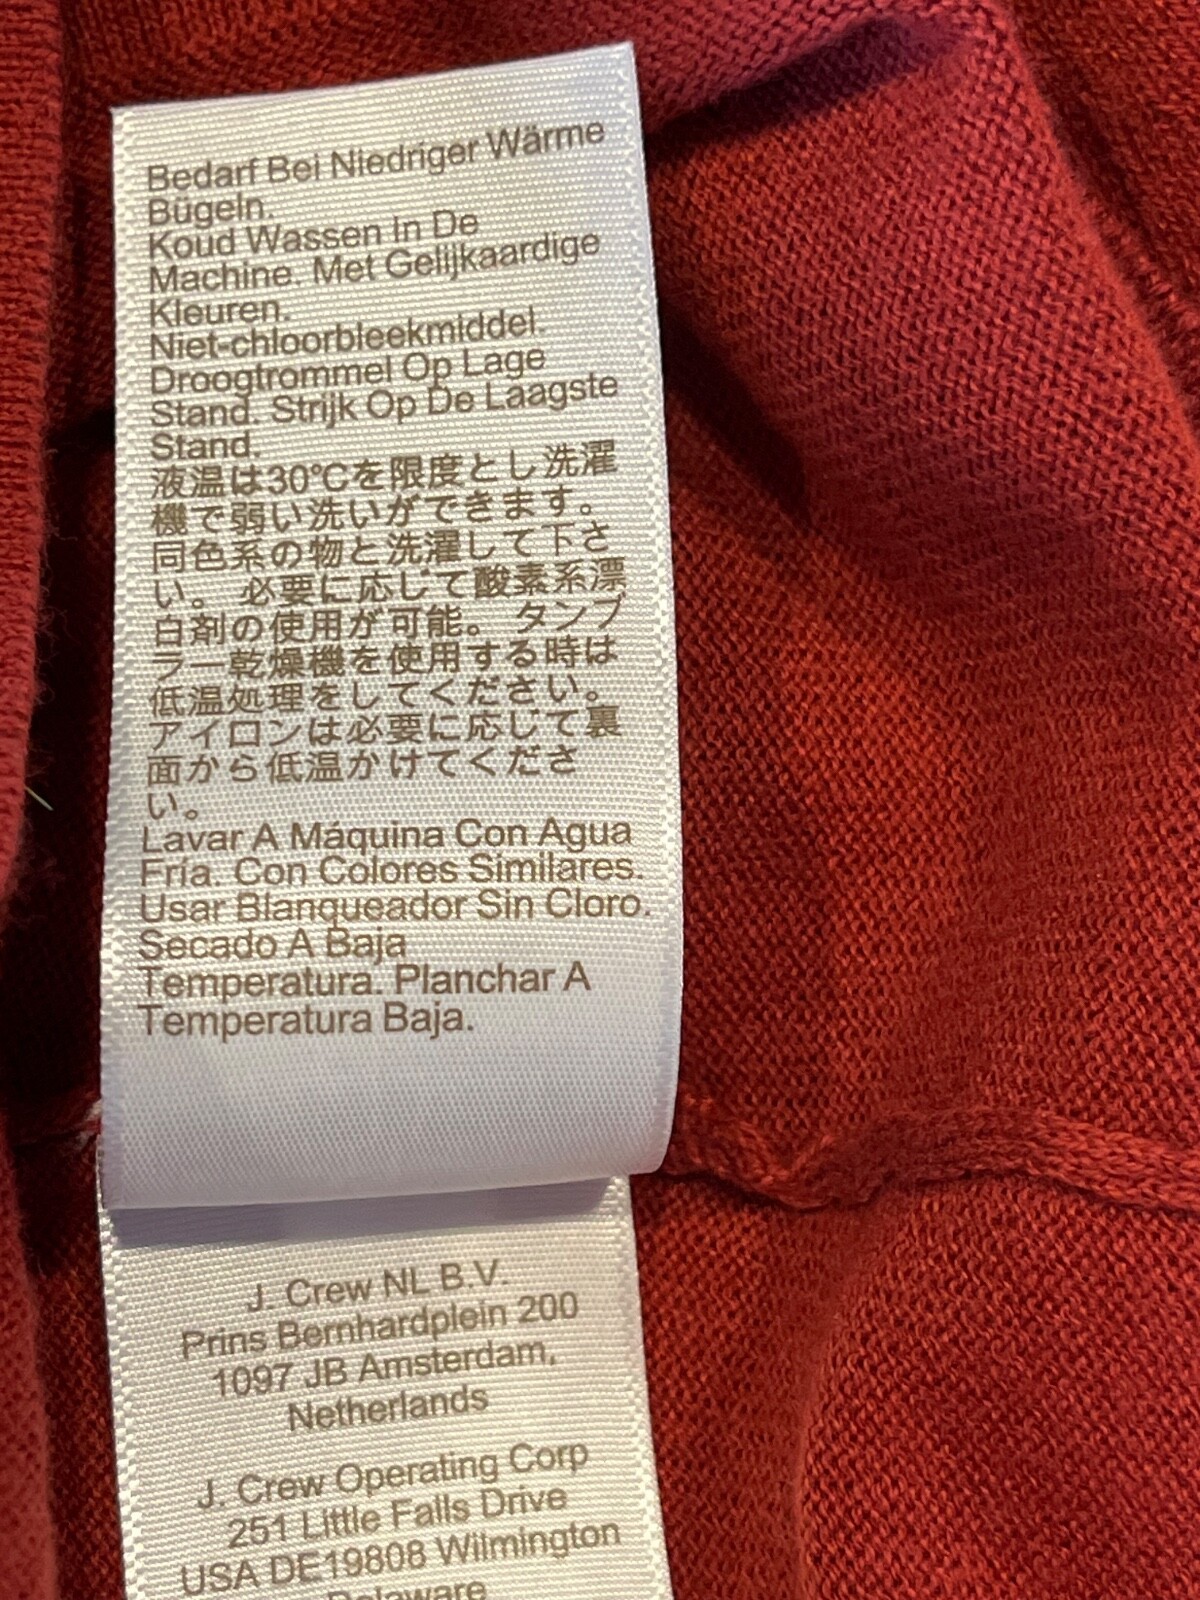 Bedarf Bei Niedriger Wärme
Bügeln.
Koud Wassen In De
Machine. Met Gelijkaardige
Kleuren.
Niet-chloorbleekmiddel.
Droogtrommel Op Lage
Stand. Strijk Op De Laagste
Stand.
液温は30°Cを限度とし洗濯
機で弱い洗いができます。
同色系の物と洗濯して下さ
い。 必要に応じて酸素系漂
白剤の使用が可能。 タンブ
ラー乾燥機を使用する時は
低温処理をしてください。
アイロンは必要に応じて裏
面から低温かけてくださ
い。
Lavar A Máquina Con Agua
Fría. Con Colores Similares.
Usar Blanqueador Sin Cloro.
Secado A Baja
Temperatura. Planchar A
Temperatura Baja.
J. Crew NL B.V.
Prins Bernhardplein 200
1097 JB Amsterdam,
Netherlands
J. Crew Operating Corp
251 Little Falls Drive
USA DE19808 Wilmington
Delaware